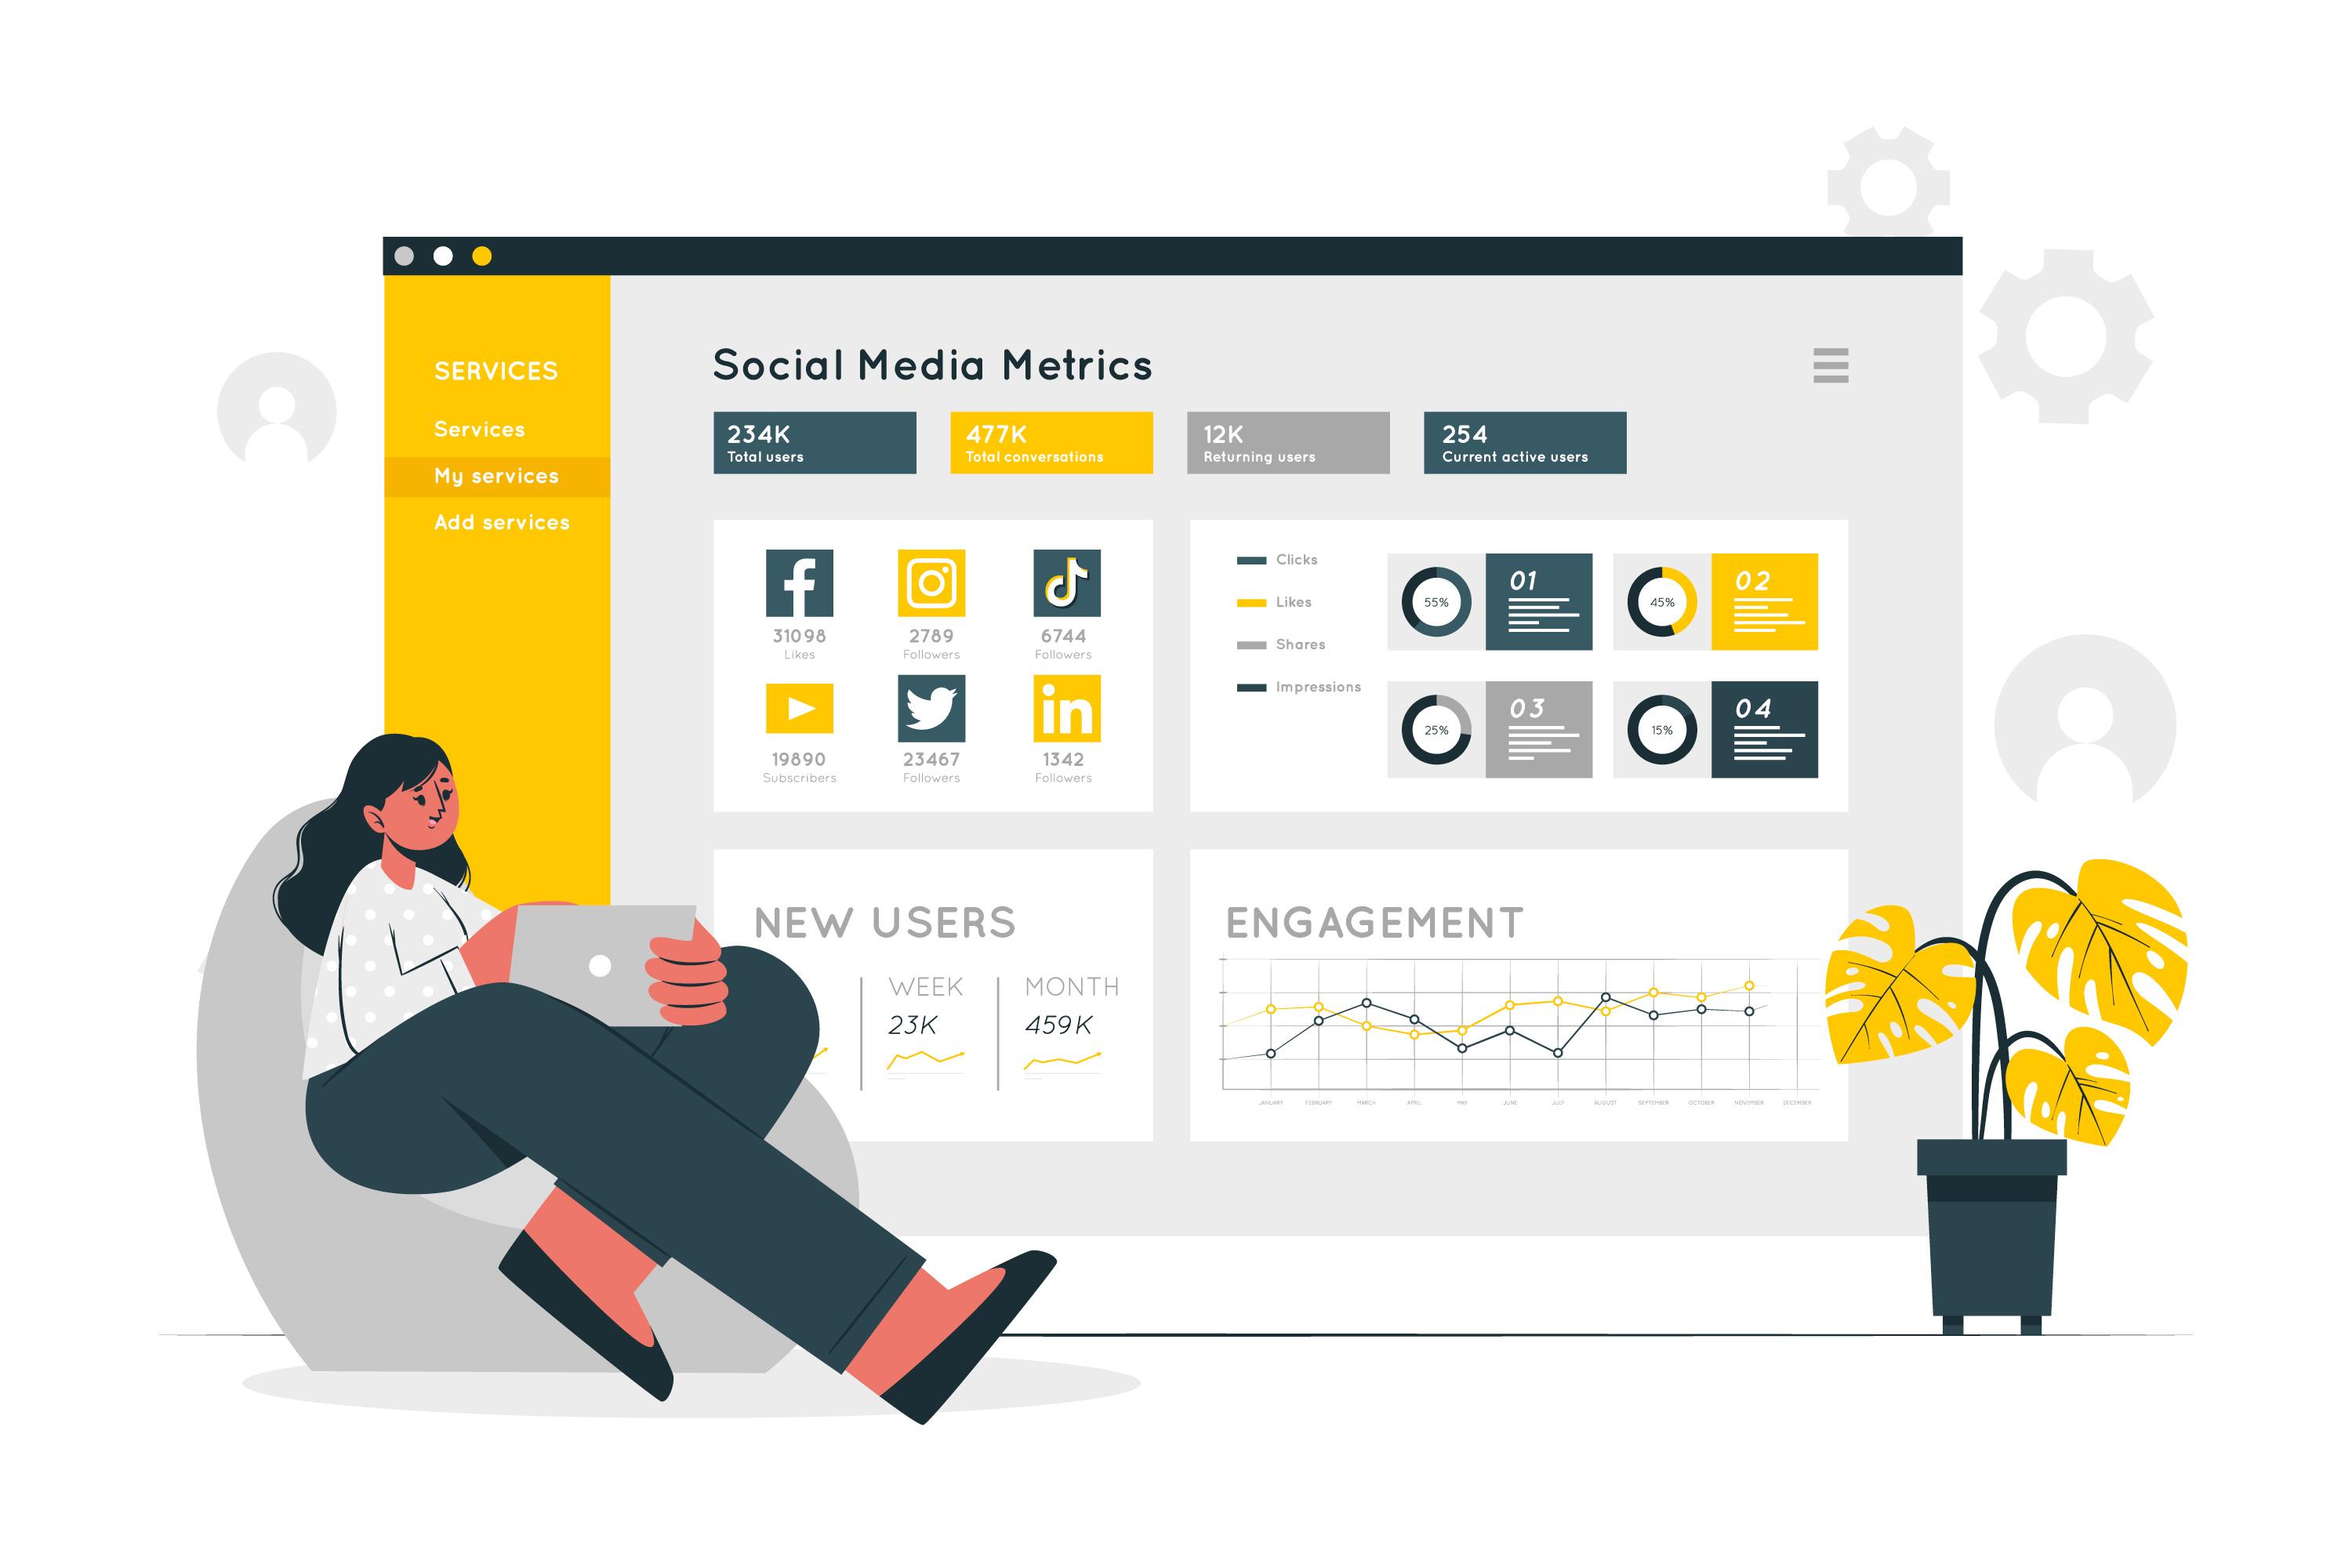 SERVICES
Services
My services
Add services
Social Media Metrics
234K
Total users
477K
Total conversations
12K
Returning users
254
Current active users
31098
Likes
2789
Followers
6744
Followers
19890
Subscribers
23467
Followers
in
1342
Followers
Clicks
Likes
Shares
Impressions
55%
01
45%
02
25%
03
15%
04
NEW USERS
WEEK
23K
MONTH
459K
ENGAGEMENT
JANUARY FEBRUARY MARCH APRIL MAY JUNE JULY AUGUST SEPTEMBER OCTOBER NOVEMBER DECEMBER